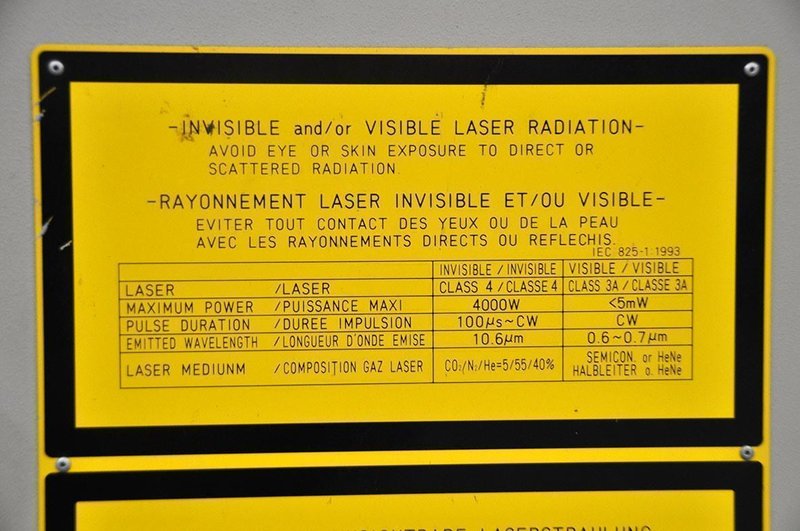 -INVISIBLE and/or VISIBLE LASER RADIATION-
AVOID EYE OR SKIN EXPOSURE TO DIRECT OR
SCATTERED RADIATION.
-RAYONNEMENT LASER INVISIBLE ET/OU VISIBLE-
EVITER TOUT CONTACT DES YEUX OU DE LA PEAU
AVEC LES RAYONNEMENTS DIRECTS OU REFLECHIS.
IEC 825-1:1993
INVISIBLE / INVISIBLE VISIBLE / VISIBLE
LASER /LASER CLASS 4 / CLASSE 4 CLASS 3A / CLASSE 3A
MAXIMUM POWER /PUISSANCE MAXI 4000W <5mW
PULSE DURATION /DUREE IMPULSION 100µs~CW CW
EMITTED WAVELENGTH /LONGUEUR D'ONDE EMISE 10.6µm 0.6~0.7µm
LASER MEDIUNM /COMPOSITION GAZ LASER CO₂/N₂/He=5/55/40% SEMICON. or HeNe
HALBLEITER o. HeNe
LASERSTRAHLUNG